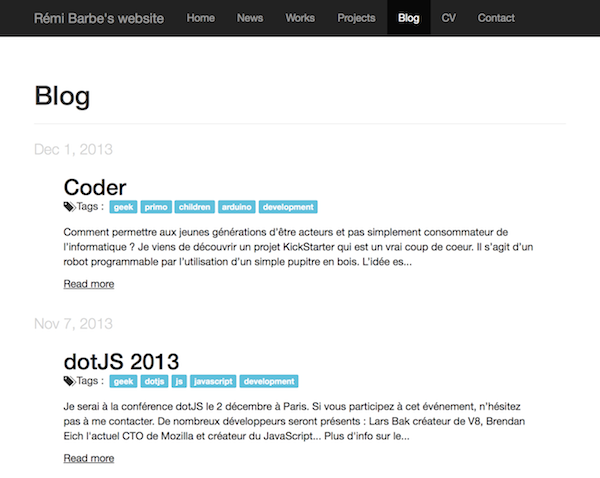 Rémi Barbe's website Home News Works Projects Blog CV Contact
Blog
Dec 1, 2013
Coder
Tags : geek primo children arduino development
Comment permettre aux jeunes générations d'être acteurs et pas simplement consommateur de
l'informatique ? Je viens de découvrir un projet KickStarter qui est un vrai coup de coeur. Il s'agit d'un
robot programmable par l'utilisation d'un simple pupitre en bois. L'idée es...
Read more
Nov 7, 2013
dotJS 2013
Tags : geek dotjs js javascript development
Je serai à la conférence dotJS le 2 décembre à Paris. Si vous participez à cet événement, n'hésitez
pas à me contacter. De nombreux développeurs seront présents : Lars Bak créateur de V8, Brendan
Eich l'actuel CTO de Mozilla et créateur du JavaScript... Plus d'info sur le...
Read more